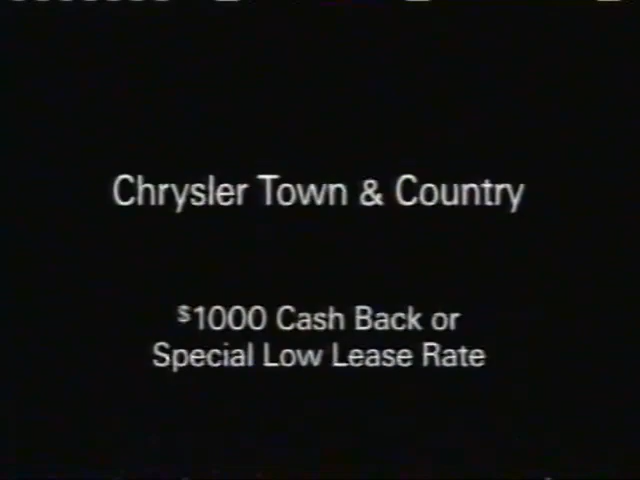 Chrysler Town & Country
$1000 Cash Back or
Special Low Lease Rate